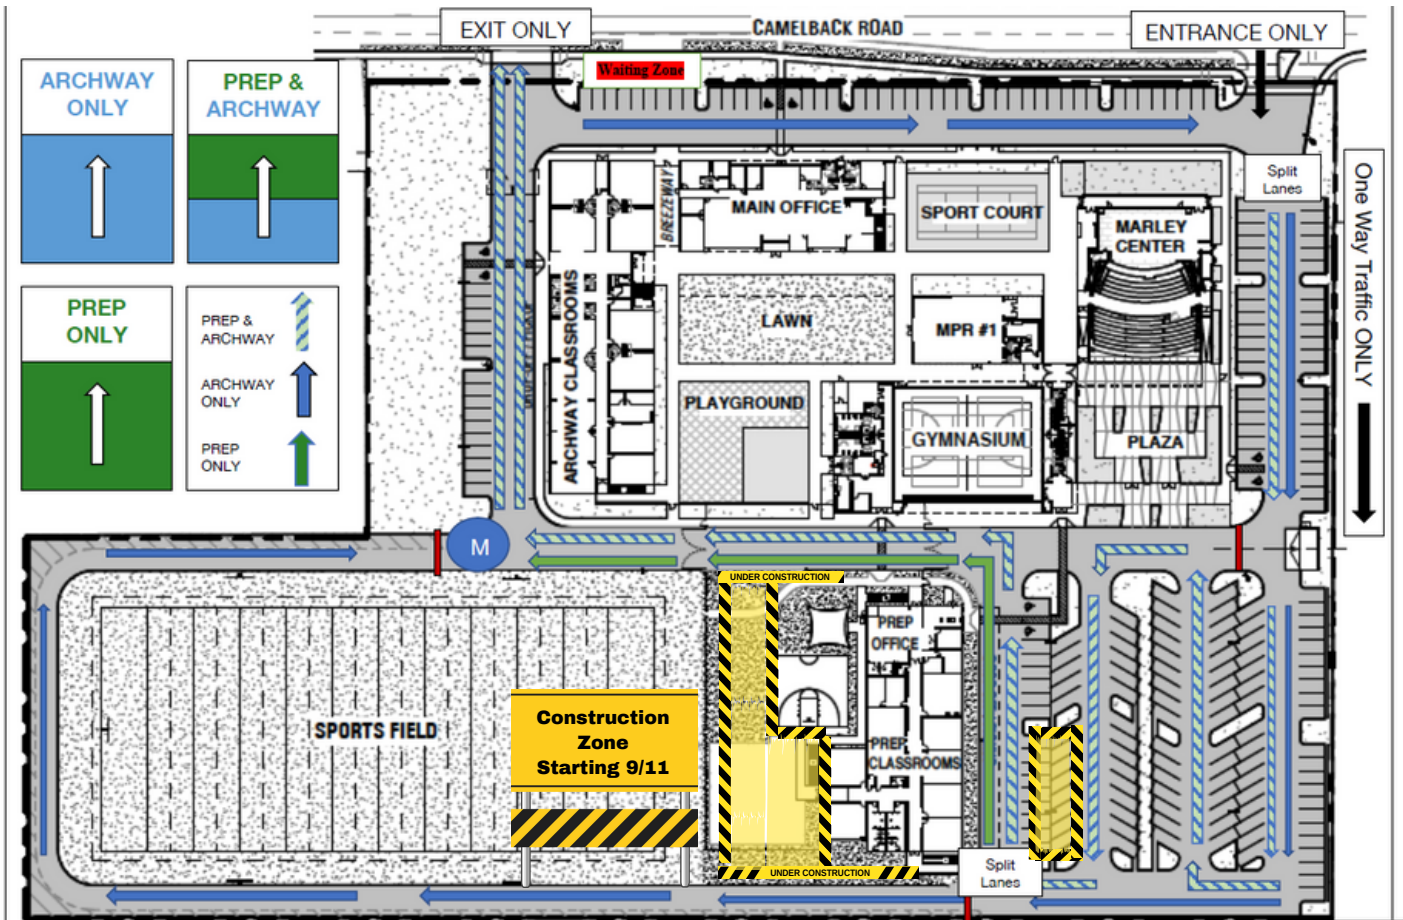 EXIT ONLY
CAMELBACK ROAD
ENTRANCE ONLY
Waiting Zone
ARCHWAY
ONLY
PREP &
ARCHWAY
PREP
ONLY
PREP &
ARCHWAY
ARCHWAY
ONLY
PREP
ONLY
Split
Lanes
One Way Traffic ONLY
BREEZEWAY
MAIN OFFICE
SPORT COURT
MARLEY
CENTER
ARCHWAY CLASSROOMS
LAWN
MPR #1
PLAYGROUND
GYMNASIUM
PLAZA
M
UNDER CONSTRUCTION
PREP
OFFICE
SPORTS FIELD
Construction
Zone
Starting 9/11
PREP
CLASSROOMS
UNDER CONSTRUCTION
Split
Lanes